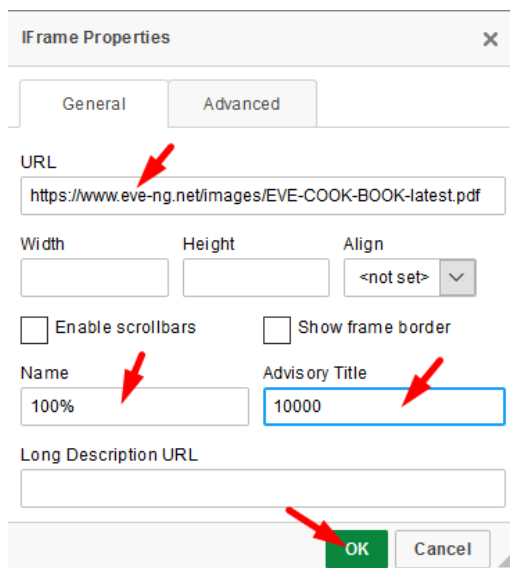 IFrame Properties ×
General Advanced
URL
https://www.eve-ng.net/images/EVE-COOK-BOOK-latest.pdf
Width Height Align
<not set>
Enable scrollbars Show frame border
Name Advisory Title
100% 10000
Long Description URL
OK Cancel